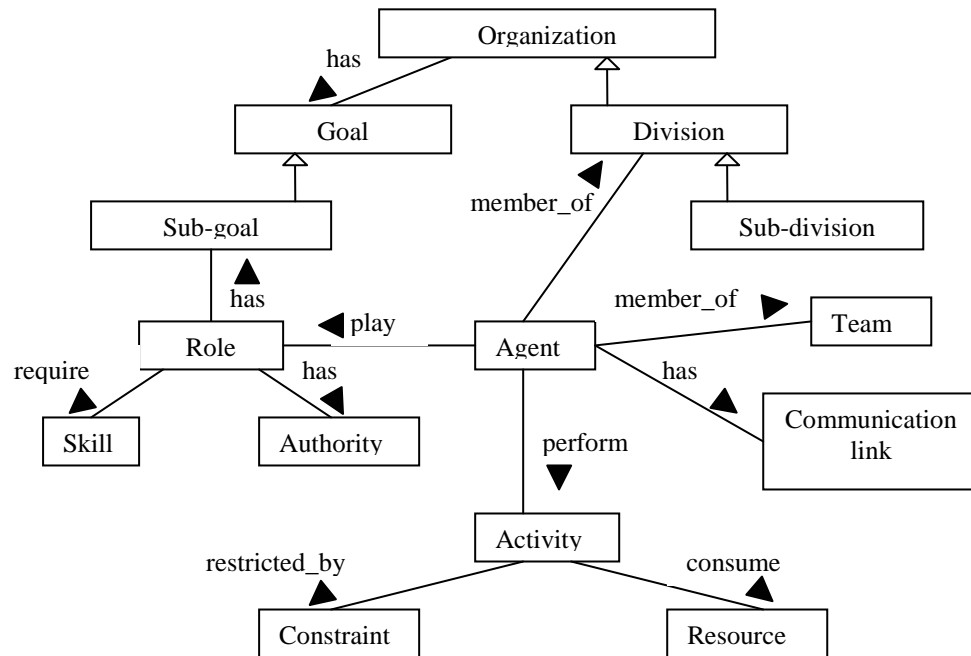 Organization
has
Goal
Division
member_of
Sub-goal
Sub-division
has
member_of
play
Team
Role
Agent
require
has
has
Skill
Authority
Communication
link
perform
Activity
restricted_by
consume
Constraint
Resource